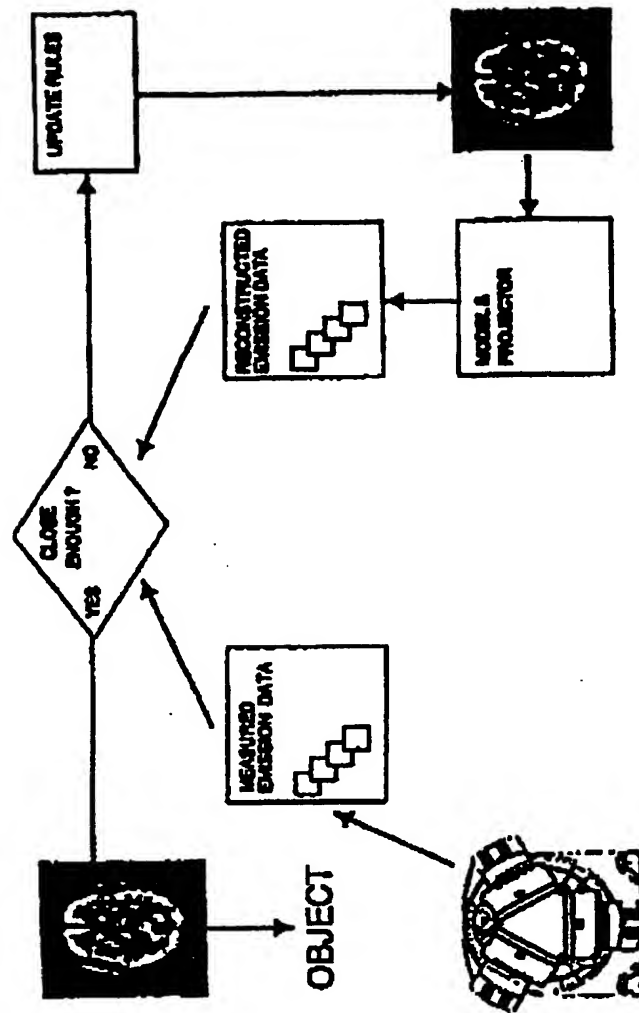 OBJECT
MEASURED
EMISSION DATA
CLOSE
ENOUGH?
YES
NO
RECONSTRUCTED
EMISSION DATA
UPDATE RULES
MODEL &
PROJECTOR